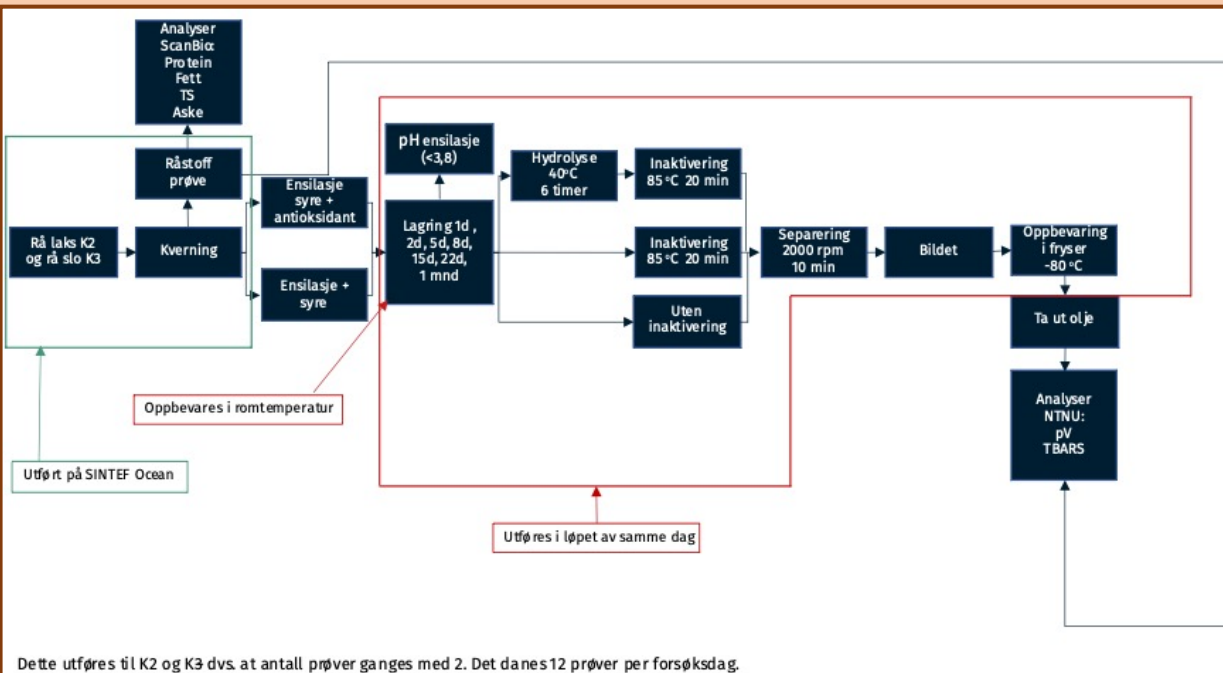 Analyser
ScanBio:
Protein
Fett
TS
Aske
Råstoff
prøve
Rå laks K2
og rå slo K3
Kverning
Ensilasje
syre +
antioksidant
Ensilasje +
syre
pH ensilasje
(<3,8)
Lagring 1d ,
2d, 5d, 8d,
15d, 22d,
1 mnd
Hydrolyse
40°C
6 timer
Inaktivering
85 °C 20 min
Inaktivering
85 °C 20 min
Uten
inaktivering
Separering
2000 rpm
10 min
Bildet
Oppbevaring
i fryser
-80 °C
Ta ut olje
Analyser
NTNU:
pV
TBARS
Oppbevares i romtemperatur
Utført på SINTEF Ocean
Utføres i løpet av samme dag
Dette utføres til K2 og K3 dvs. at antall prøver ganges med 2. Det danes 12 prøver per forsøksdag.